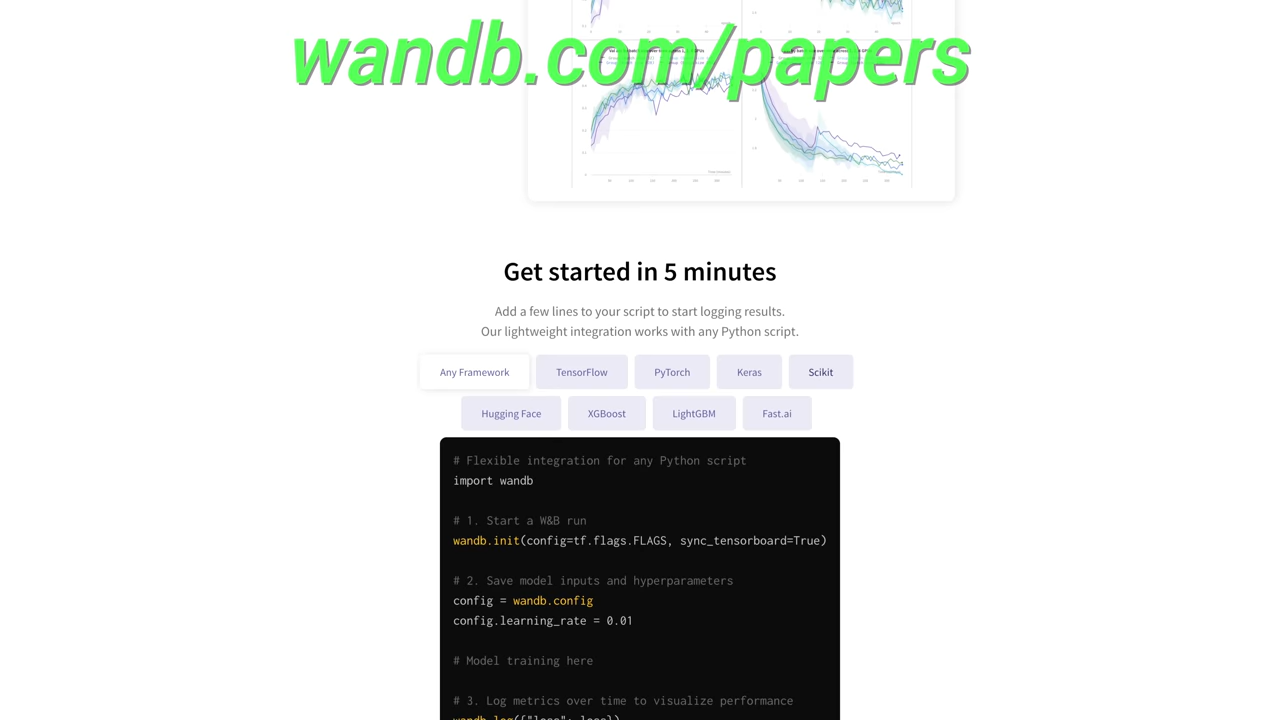 wandb.com/papers
Get started in 5 minutes
Add a few lines to your script to start logging results.
Our lightweight integration works with any Python script.
Any Framework TensorFlow PyTorch Keras Scikit
Hugging Face XGBoost LightGBM Fast.ai
# Flexible integration for any Python script
import wandb
# 1. Start a W&B run
wandb.init(config=tf.flags.FLAGS, sync_tensorboard=True)
# 2. Save model inputs and hyperparameters
config = wandb.config
config.learning_rate = 0.01
# Model training here
# 3. Log metrics over time to visualize performance
wandb.log({"loss": loss})